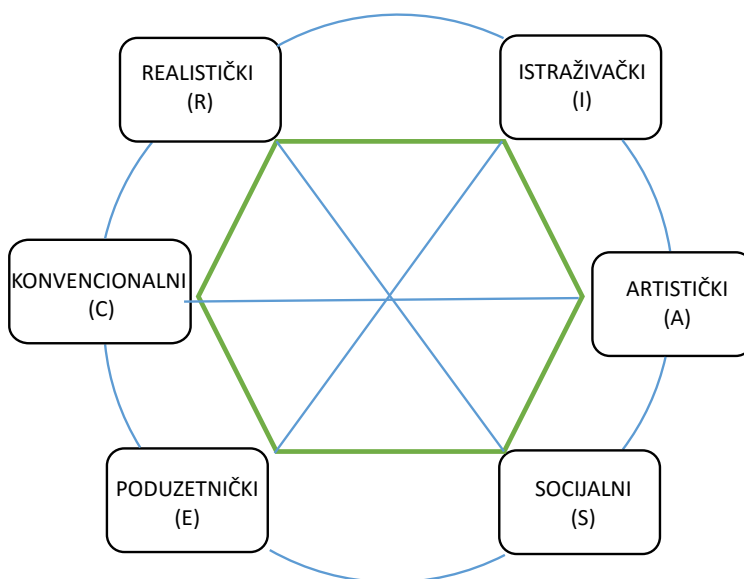 REALISTIČKI
(R)
ISTRAŽIVAČKI
(I)
KONVENCIONALNI
(C)
ARTISTIČKI
(A)
PODUZETNIČKI
(E)
SOCIJALNI
(S)